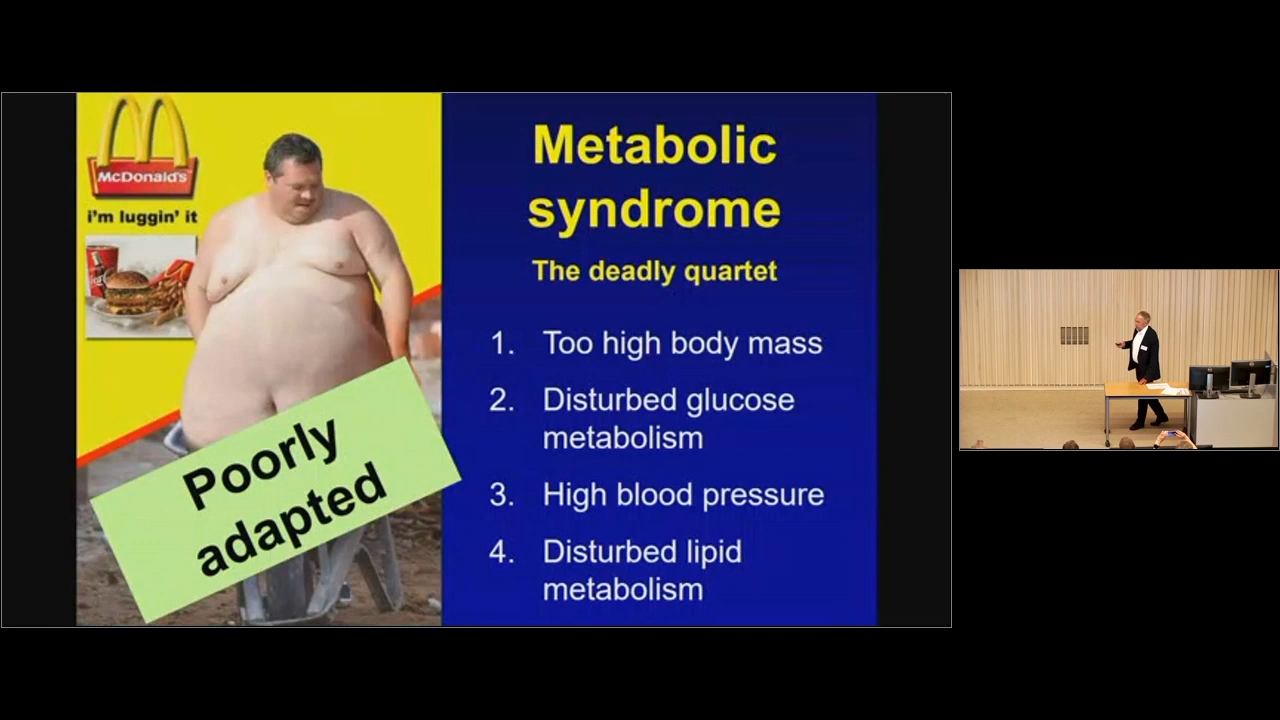 McDonald's
i'm luggin' it
Poorly
adapted
Metabolic
syndrome
The deadly quartet
1. Too high body mass
2. Disturbed glucose
metabolism
3. High blood pressure
4. Disturbed lipid
metabolism